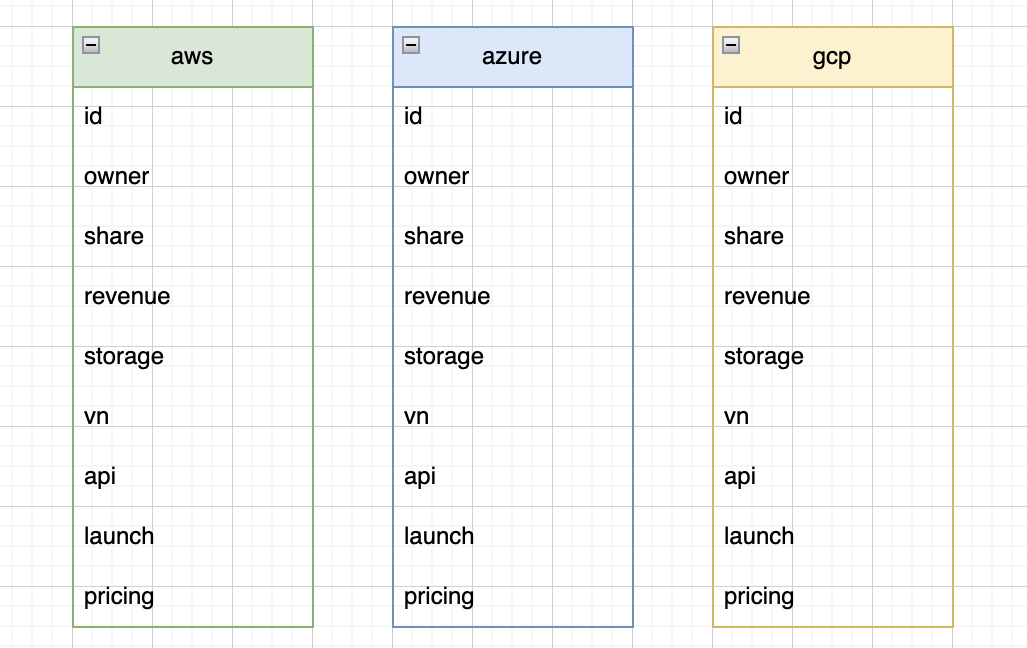 aws
id
owner
share
revenue
storage
vn
api
launch
pricing
azure
id
owner
share
revenue
storage
vn
api
launch
pricing
gcp
id
owner
share
revenue
storage
vn
api
launch
pricing